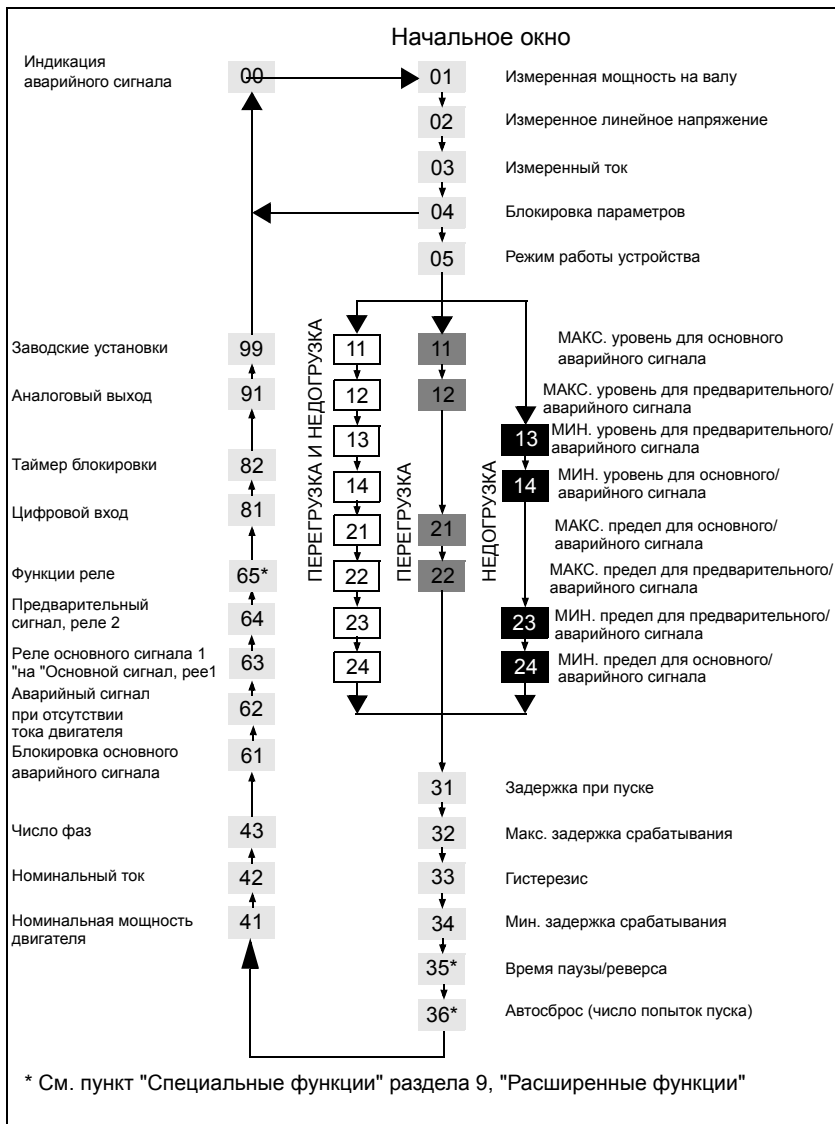 Начальное окно
Индикация
аварийного сигнала
00
01
Измеренная мощность на валу
02
Измеренное линейное напряжение
03
Измеренный ток
04
Блокировка параметров
05
Режим работы устройства
ПЕРЕГРУЗКА И НЕДОГРУЗКА
11
12
13
14
21
22
23
24
ПЕРЕГРУЗКА
11
12
21
22
НЕДОГРУЗКА
13
14
23
24
МАКС. уровень для основного
аварийного сигнала
МАКС. уровень для предварительного/
аварийного сигнала
МИН. уровень для предварительного/
аварийного сигнала
МИН. уровень для основного/
аварийного сигнала
МАКС. предел для основного/
аварийного сигнала
МАКС. предел для предварительного/
аварийного сигнала
МИН. предел для предварительного/
аварийного сигнала
МИН. предел для основного/
аварийного сигнала
31
Задержка при пуске
32
Макс. задержка срабатывания
33
Гистерезис
34
Мин. задержка срабатывания
35*
Время паузы/реверса
36*
Автосброс (число попыток пуска)
Заводские установки
99
Аналоговый выход
91
Таймер блокировки
82
Цифровой вход
81
Функции реле
65*
Предварительный
сигнал, реле 2
64
Реле основного сигнала 1
"на "Основной сигнал, рее1
63
Аварийный сигнал
при отсутствии
тока двигателя
62
Блокировка основного
аварийного сигнала
61
Число фаз
43
Номинальный ток
42
Номинальная мощность
двигателя
41
* См. пункт "Специальные функции" раздела 9, "Расширенные функции"